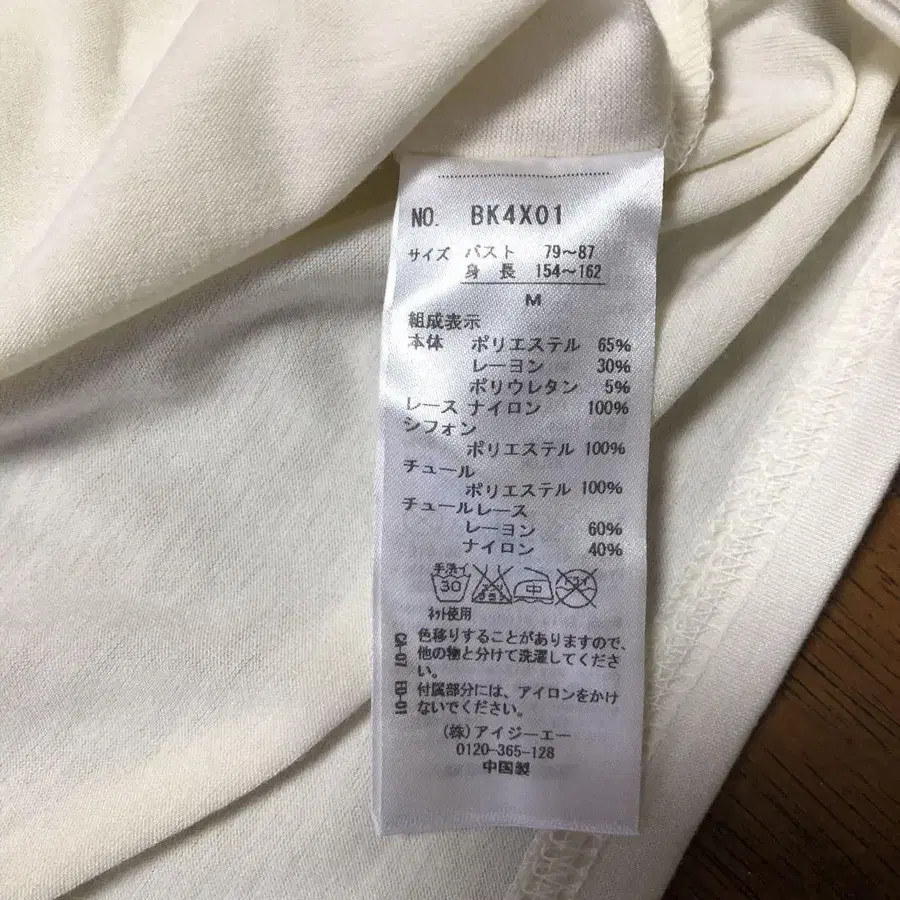 NO. BK4X01
サイズ バスト 79～87
身長 154～162
M
組成表示
本体 ポリエステル 65%
レーヨン 30%
ポリウレタン 5%
レース ナイロン 100%
シフォン
ポリエステル 100%
チュール
ポリエステル 100%
チュールレース
レーヨン 60%
ナイロン 40%
手洗イ
30
中
ネット使用
CA-07
色移りすることがありますので、
他の物と分けて洗濯してくださ
い。
ED-01
付属部分には、アイロンをかけ
ないでください。
(株)アイジーエー
0120-365-128
中国製